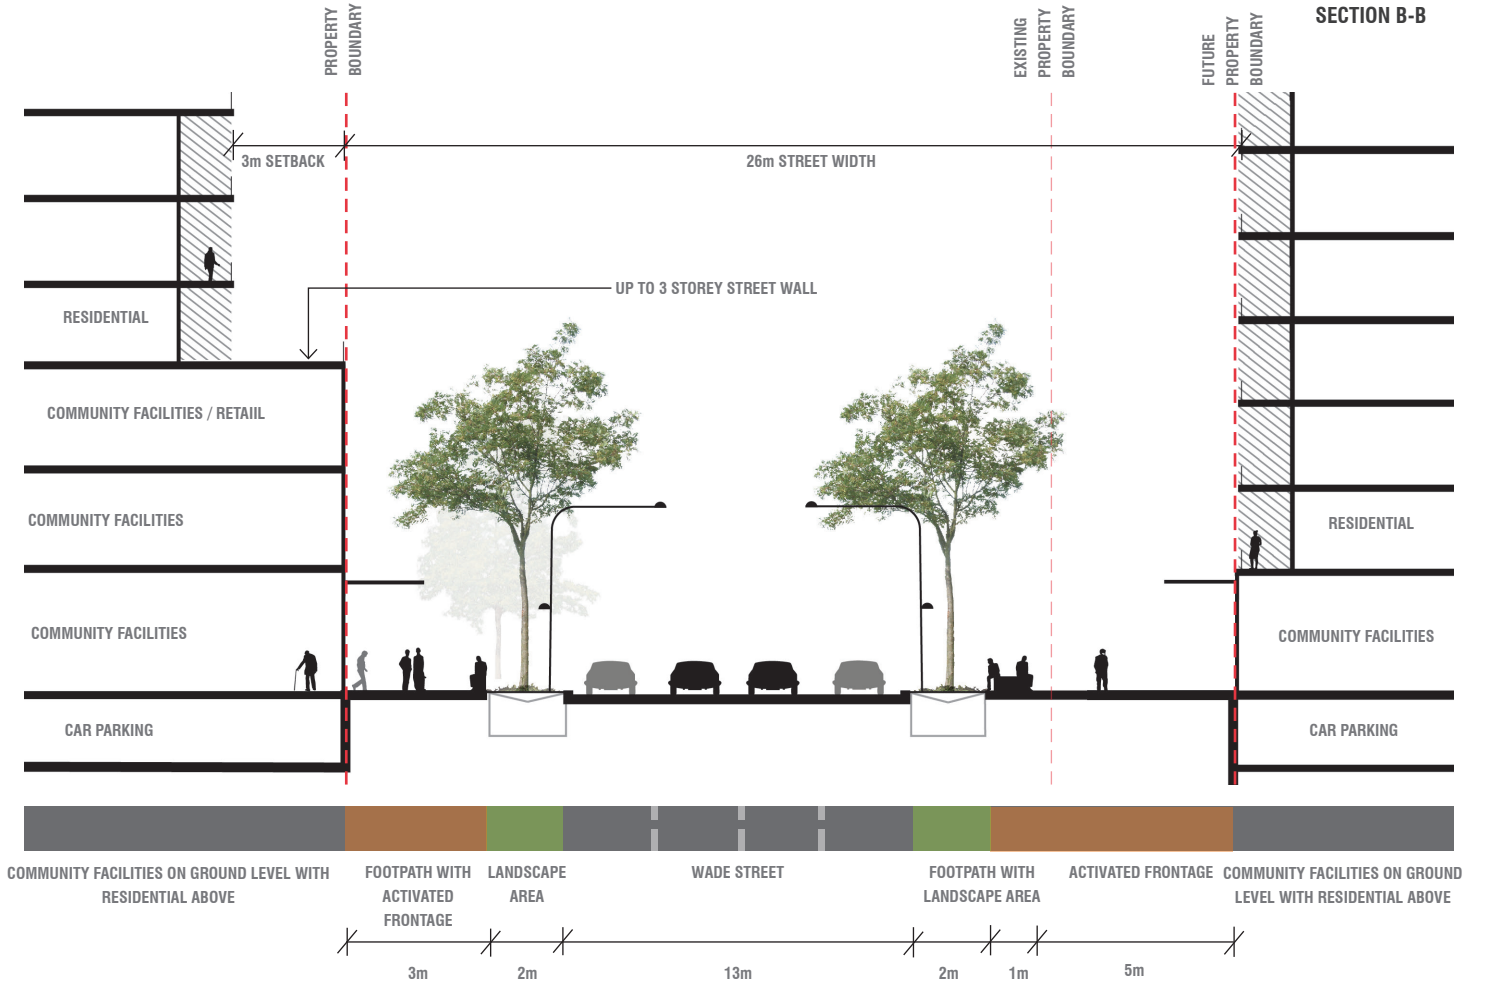 SECTION B-B
PROPERTY
BOUNDARY
EXISTING
PROPERTY
BOUNDARY
FUTURE
PROPERTY
BOUNDARY
3m SETBACK
26m STREET WIDTH
UP TO 3 STOREY STREET WALL
RESIDENTIAL
COMMUNITY FACILITIES / RETAIIL
COMMUNITY FACILITIES
COMMUNITY FACILITIES
CAR PARKING
RESIDENTIAL
COMMUNITY FACILITIES
CAR PARKING
COMMUNITY FACILITIES ON GROUND LEVEL WITH
RESIDENTIAL ABOVE
FOOTPATH WITH
ACTIVATED
FRONTAGE
LANDSCAPE
AREA
WADE STREET
FOOTPATH WITH
LANDSCAPE AREA
ACTIVATED FRONTAGE
COMMUNITY FACILITIES ON GROUND
LEVEL WITH RESIDENTIAL ABOVE
3m
2m
13m
2m
1m
5m